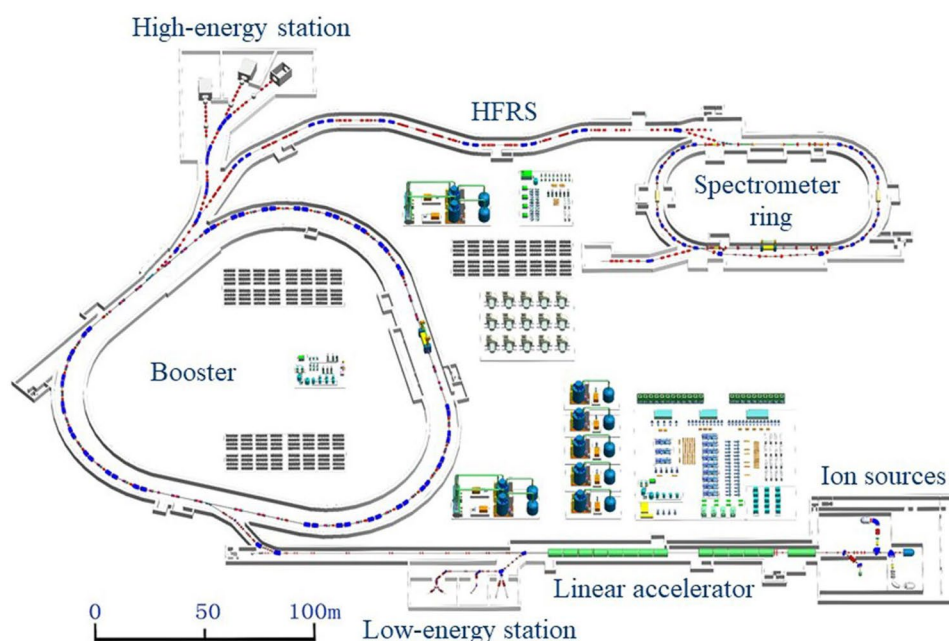 High-energy station
HFRS
Spectrometer
ring
Booster
Ion sources
Linear accelerator
0 50 100m
Low-energy station